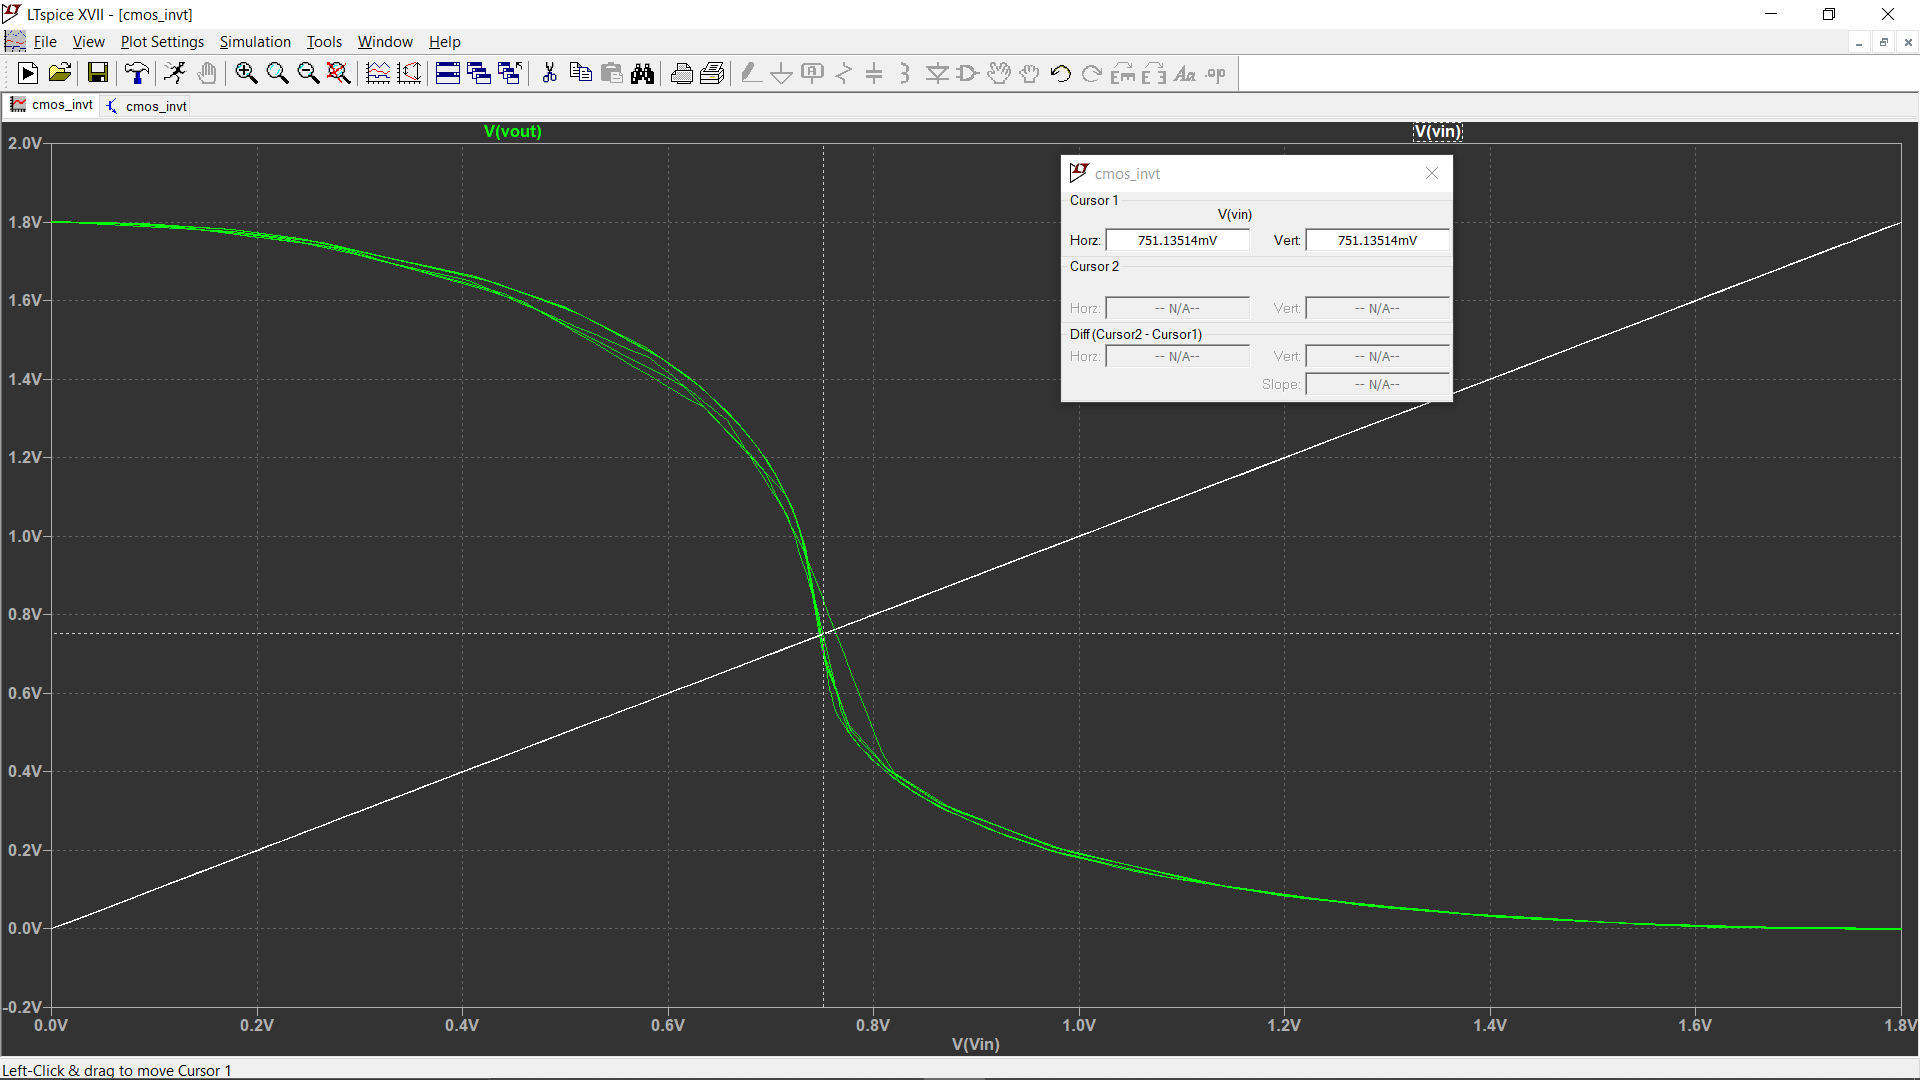 LTspice XVII - [cmos_invt]
File View Plot Settings Simulation Tools Window Help
cmos_invt cmos_invt
V(vout) V(vin)
2.0V
1.8V
1.6V
1.4V
1.2V
1.0V
0.8V
0.6V
0.4V
0.2V
0.0V
-0.2V
cmos_invt
Cursor 1
V(vin)
Horz: 751.13514mV Vert: 751.13514mV
Cursor 2
Horz: -- N/A-- Vert: -- N/A--
Diff (Cursor2 - Cursor1)
Horz: -- N/A-- Vert: -- N/A--
Slope: -- N/A--
0.0V 0.2V 0.4V 0.6V 0.8V 1.0V 1.2V 1.4V 1.6V 1.8V
V(Vin)
Left-Click & drag to move Cursor 1